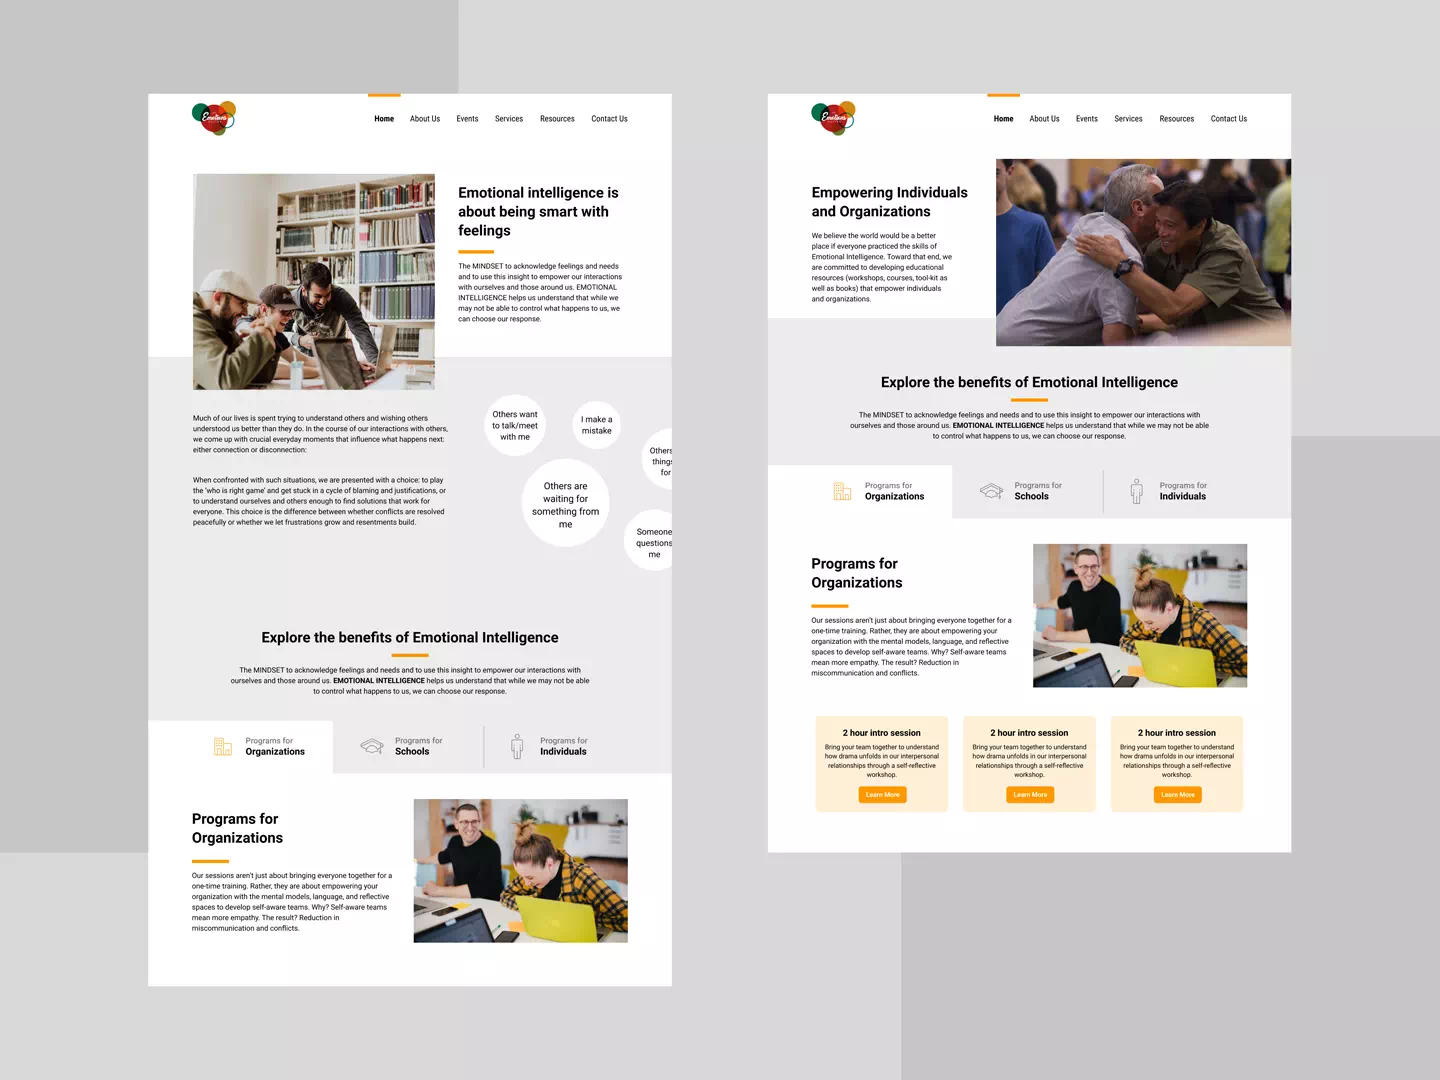 Emotions
Home
About Us
Events
Services
Resources
Contact Us
Emotional intelligence is
about being smart with
feelings
The MINDSET to acknowledge feelings and needs
and to use this insight to empower our interactions
with ourselves and those around us. EMOTIONAL
INTELLIGENCE helps us understand that while we
may not be able to control what happens to us, we
can choose our response.
Much of our lives is spent trying to understand others and wishing others
understood us better than they do. In the course of our interactions with others,
we come up with crucial everyday moments that influence what happens next:
either connection or disconnection:
When confronted with such situations, we are presented with a choice: to play
the 'who is right game' and get stuck in a cycle of blaming and justifications, or
to understand ourselves and others enough to find solutions that work for
everyone. This choice is the difference between whether conflicts are resolved
peacefully or whether we let frustrations grow and resentments build.
Others want
to talk/meet
with me
I make a
mistake
Others
things
for
Others are
waiting for
something from
me
Someone
questions
me
Explore the benefits of Emotional Intelligence
The MINDSET to acknowledge feelings and needs and to use this insight to empower our interactions with
ourselves and those around us. EMOTIONAL INTELLIGENCE helps us understand that while we may not be able
to control what happens to us, we can choose our response.
Programs for
Organizations
Programs for
Schools
Programs for
Individuals
Programs for
Organizations
Our sessions aren't just about bringing everyone together for a
one-time training. Rather, they are about empowering your
organization with the mental models, language, and reflective
spaces to develop self-aware teams. Why? Self-aware teams
mean more empathy. The result? Reduction in
miscommunication and conflicts.
Emotions
Home
About Us
Events
Services
Resources
Contact Us
Empowering Individuals
and Organizations
We believe the world would be a better
place if everyone practiced the skills of
Emotional Intelligence. Toward that end, we
are committed to developing educational
resources (workshops, courses, tool-kit as
well as books) that empower individuals
and organizations.
Explore the benefits of Emotional Intelligence
The MINDSET to acknowledge feelings and needs and to use this insight to empower our interactions with
ourselves and those around us. EMOTIONAL INTELLIGENCE helps us understand that while we may not be able
to control what happens to us, we can choose our response.
Programs for
Organizations
Programs for
Schools
Programs for
Individuals
Programs for
Organizations
Our sessions aren't just about bringing everyone together for a
one-time training. Rather, they are about empowering your
organization with the mental models, language, and reflective
spaces to develop self-aware teams. Why? Self-aware teams
mean more empathy. The result? Reduction in
miscommunication and conflicts.
2 hour intro session
Bring your team together to understand
how drama unfolds in our interpersonal
relationships through a self-reflective
workshop.
Learn More
2 hour intro session
Bring your team together to understand
how drama unfolds in our interpersonal
relationships through a self-reflective
workshop.
Learn More
2 hour intro session
Bring your team together to understand
how drama unfolds in our interpersonal
relationships through a self-reflective
workshop.
Learn More